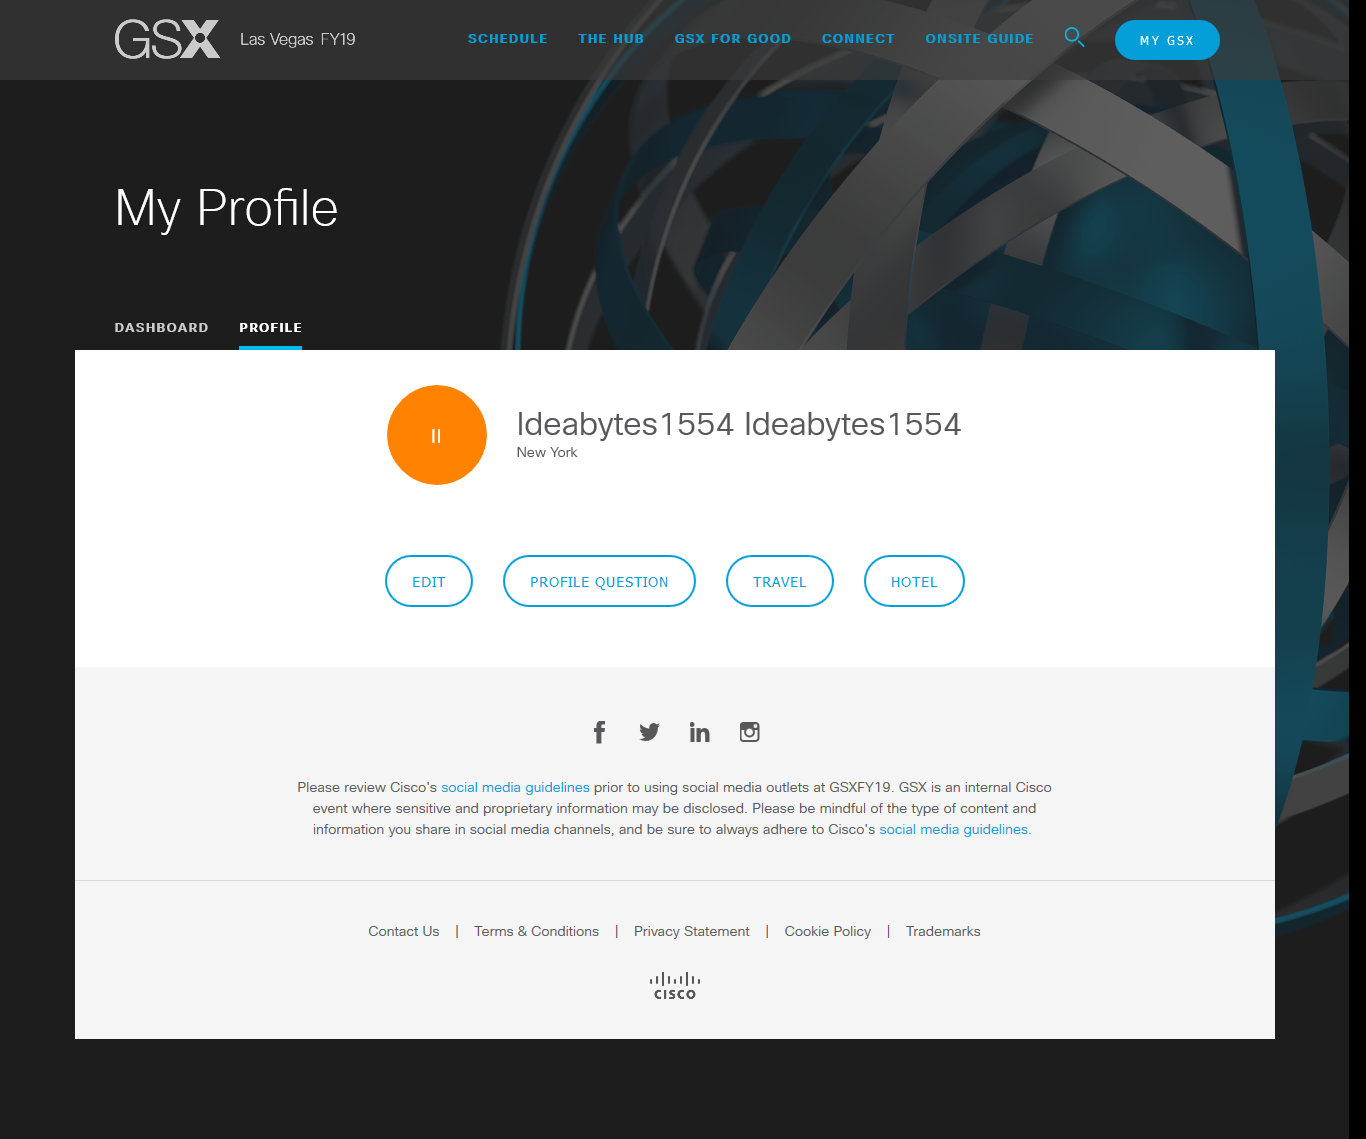 GSX Las Vegas FY19 SCHEDULE THE HUB GSX FOR GOOD CONNECT ONSITE GUIDE MY GSX
My Profile
DASHBOARD PROFILE
II
Ideabytes1554 Ideabytes1554
New York
EDIT PROFILE QUESTION TRAVEL HOTEL
Please review Cisco's social media guidelines prior to using social media outlets at GSXFY19. GSX is an internal Cisco
event where sensitive and proprietary information may be disclosed. Please be mindful of the type of content and
information you share in social media channels, and be sure to always adhere to Cisco's social media guidelines.
Contact Us | Terms & Conditions | Privacy Statement | Cookie Policy | Trademarks
CISCO